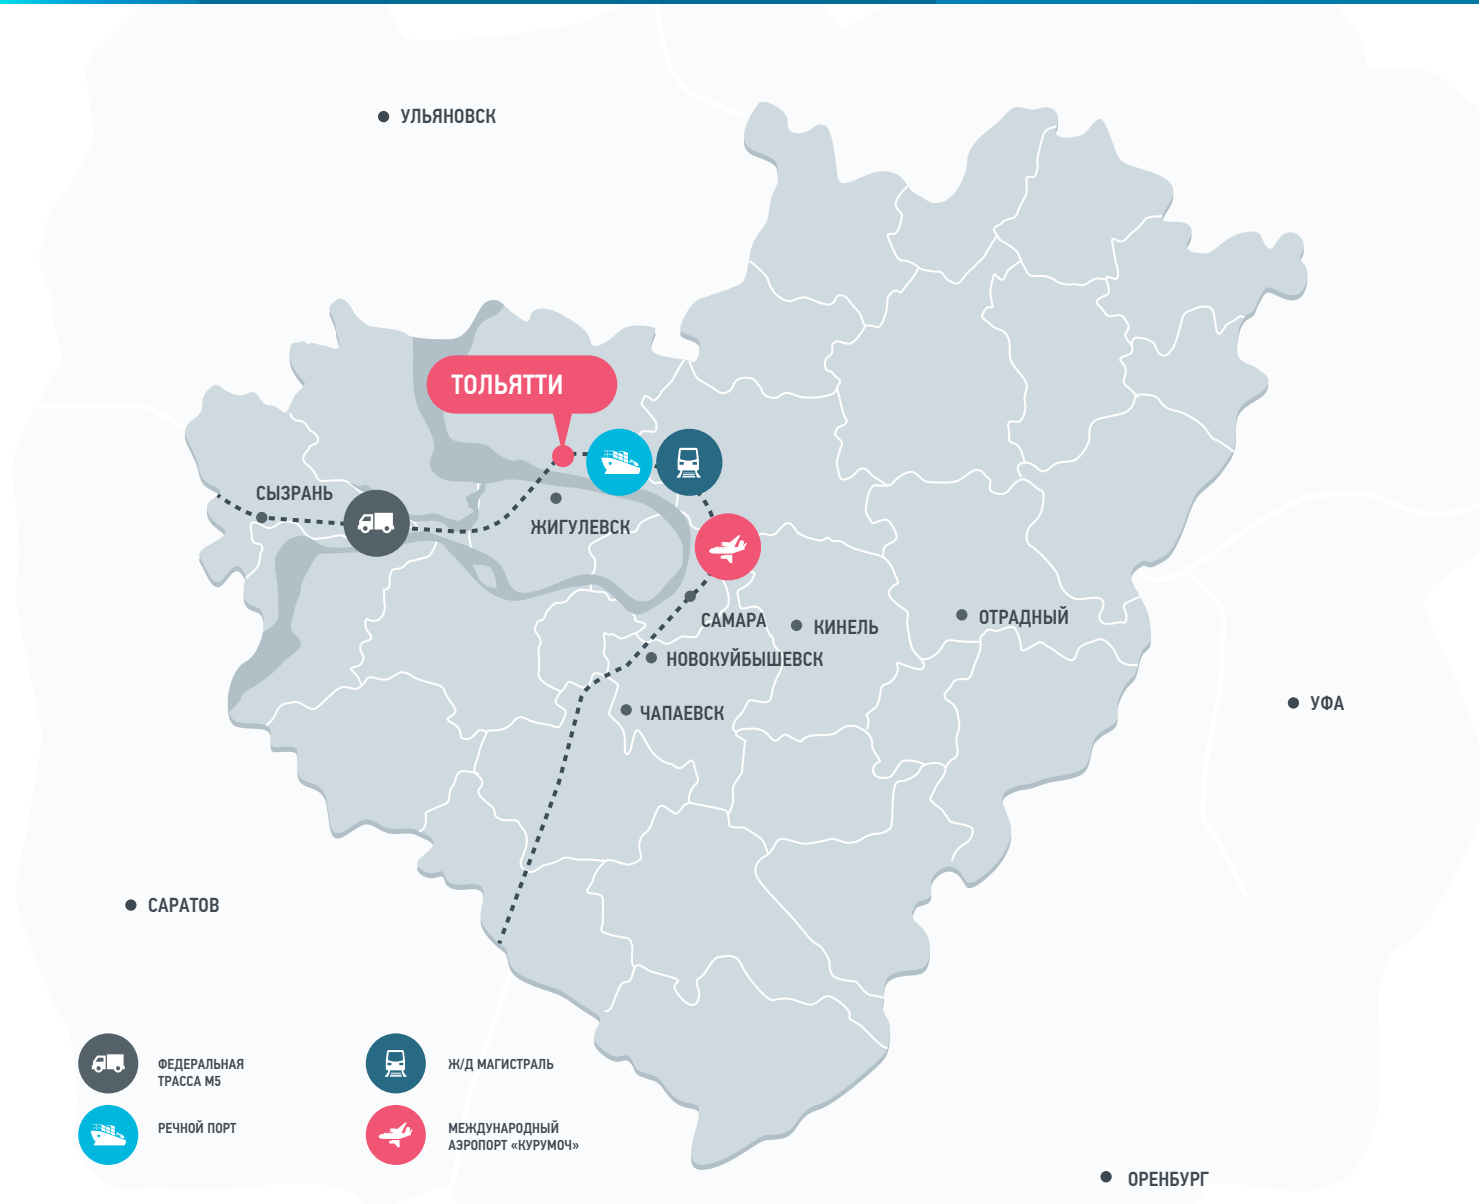 УЛЬЯНОВСК
ТОЛЬЯТТИ
СЫЗРАНЬ
ЖИГУЛЕВСК
САМАРА
КИНЕЛЬ
ОТРАДНЫЙ
НОВОКУЙБЫШЕВСК
ЧАПАЕВСК
УФА
САРАТОВ
ФЕДЕРАЛЬНАЯ
ТРАССА М5
Ж/Д МАГИСТРАЛЬ
РЕЧНОЙ ПОРТ
МЕЖДУНАРОДНЫЙ
АЭРОПОРТ «КУРУМОЧ»
ОРЕНБУРГ